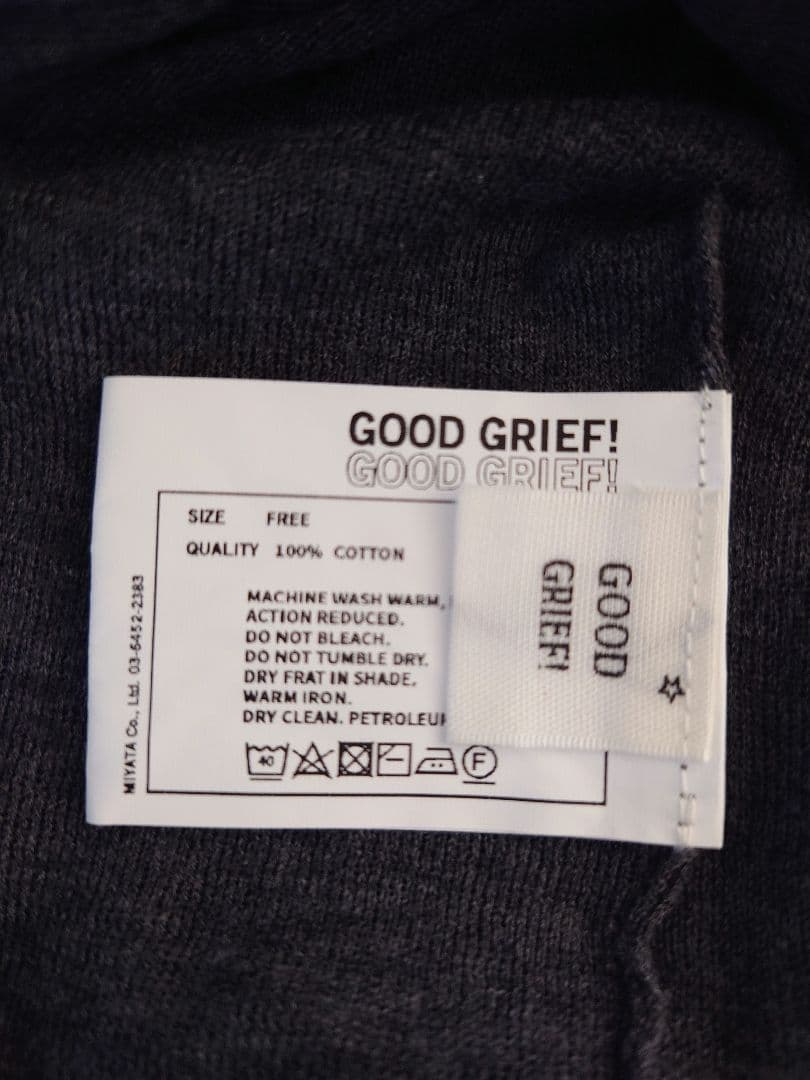 GOOD GRIEF!
GOOD GRIEF!
SIZE FREE
QUALITY 100% COTTON
MACHINE WASH WARM,
ACTION REDUCED.
DO NOT BLEACH.
DO NOT TUMBLE DRY.
DRY FRAT IN SHADE.
WARM IRON.
DRY CLEAN.
40
F
MIYATA Co., Ltd. 03-6452-2383
GOOD
GRIEF!